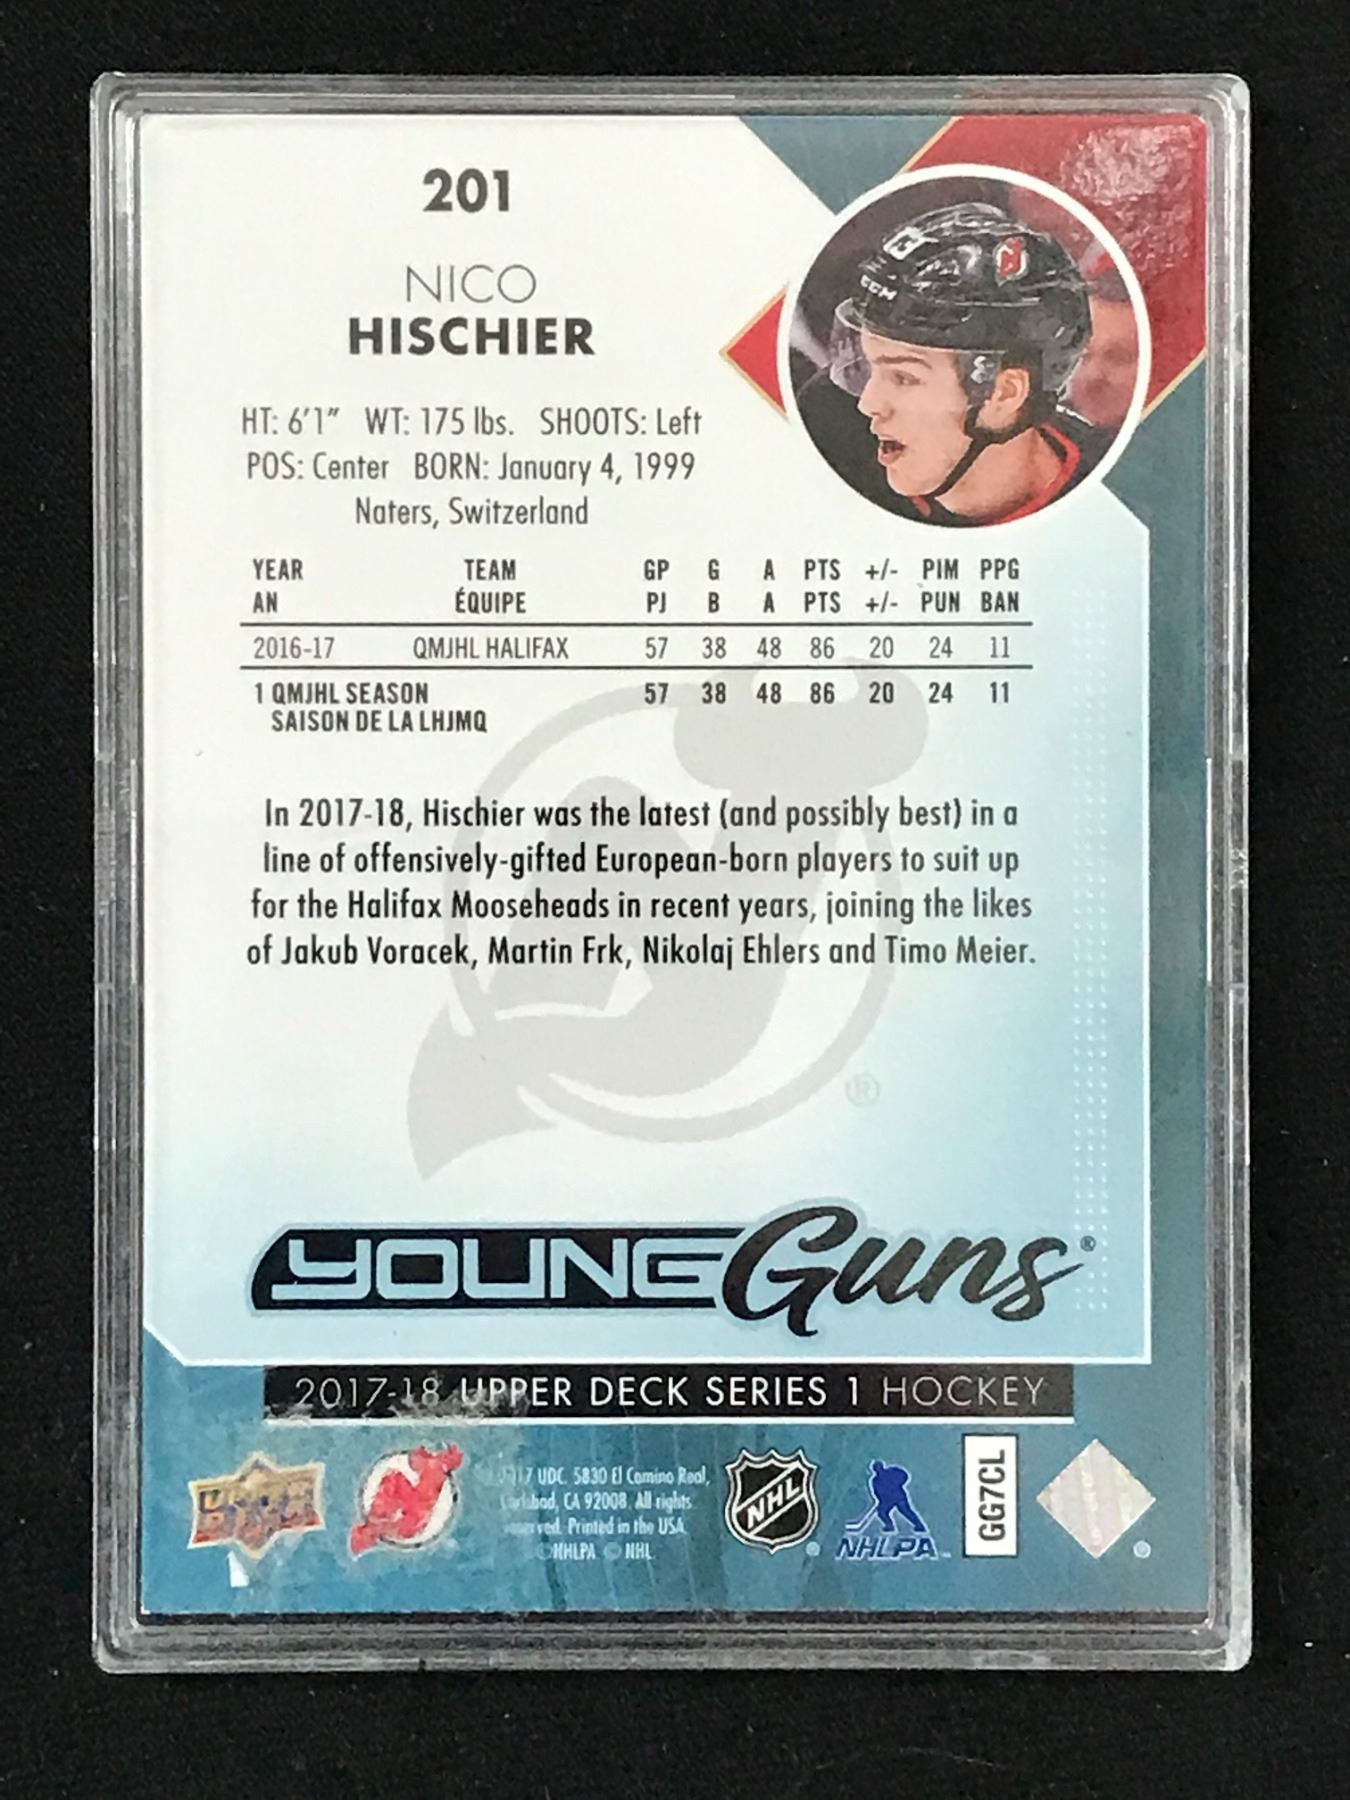 201
NICO
HISCHIER
HT: 6'1" WT: 175 lbs. SHOOTS: Left
POS: Center BORN: January 4, 1999
Naters, Switzerland
YEAR TEAM GP G A PTS +/- PIM PPG
AN ÉQUIPE PJ B A PTS +/- PUN BAN
2016-17 QMJHL HALIFAX 57 38 48 86 20 24 11
1 QMJHL SEASON 57 38 48 86 20 24 11
SAISON DE LA LHJMQ
In 2017-18, Hischier was the latest (and possibly best) in a
line of offensively-gifted European-born players to suit up
for the Halifax Mooseheads in recent years, joining the likes
of Jakub Voracek, Martin Frk, Nikolaj Ehlers and Timo Meier.
®
YOUNG Guns®
2017-18 UPPER DECK SERIES 1 HOCKEY
UDC. 5830 El Camino Real,
CA 92008. All rights
Printed in the USA
©NHLPA © NHL.
UPPER DECK
NHL
NHLPA
GG7CL
CCM